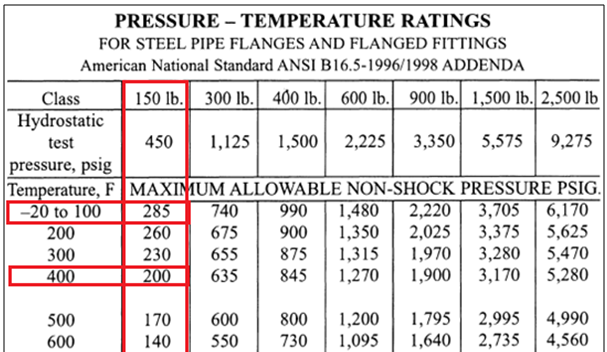 PRESSURE – TEMPERATURE RATINGS
FOR STEEL PIPE FLANGES AND FLANGED FITTINGS
American National Standard ANSI B16.5-1996/1998 ADDENDA
Class 150 lb. 300 lb. 400 lb. 600 lb. 900 lb. 1,500 lb. 2,500 lb
Hydrostatic
test 450 1,125 1,500 2,225 3,350 5,575 9,275
pressure, psig
Temperature, F MAXIMUM ALLOWABLE NON-SHOCK PRESSURE PSIG.
–20 to 100 285 740 990 1,480 2,220 3,705 6,170
200 260 675 900 1,350 2,025 3,375 5,625
300 230 655 875 1,315 1,970 3,280 5,470
400 200 635 845 1,270 1,900 3,170 5,280
500 170 600 800 1,200 1,795 2,995 4,990
600 140 550 730 1,095 1,640 2,735 4,560